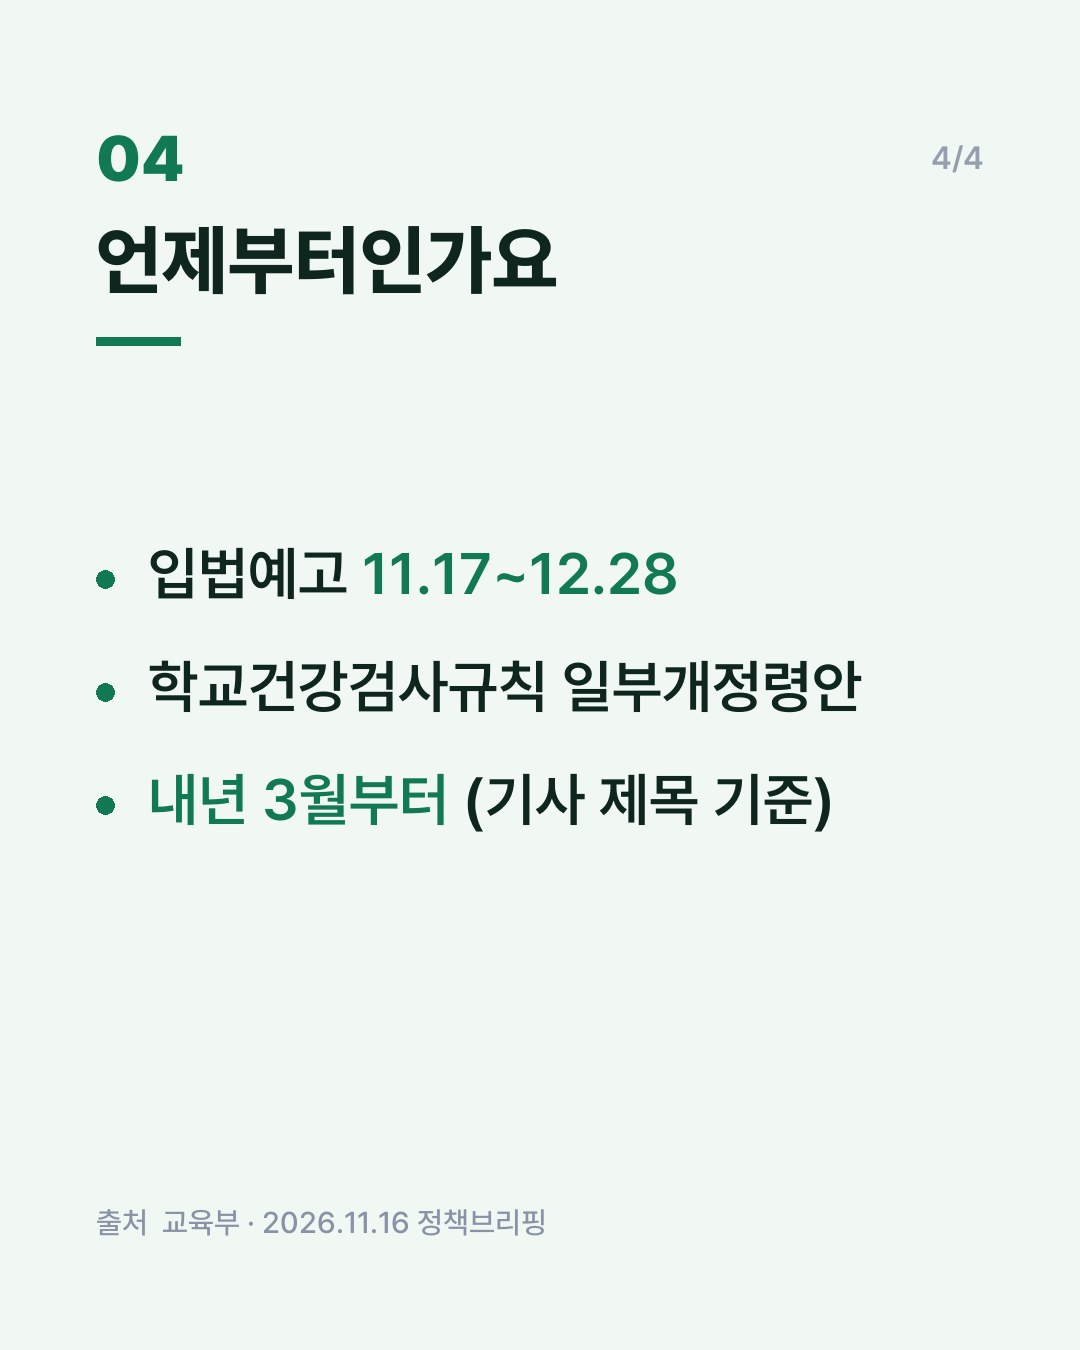 04
4/4
언제부터인가요
• 입법예고 11.17~12.28
• 학교건강검사규칙 일부개정령안
• 내년 3월부터 (기사 제목 기준)
출처 교육부 · 2026.11.16 정책브리핑